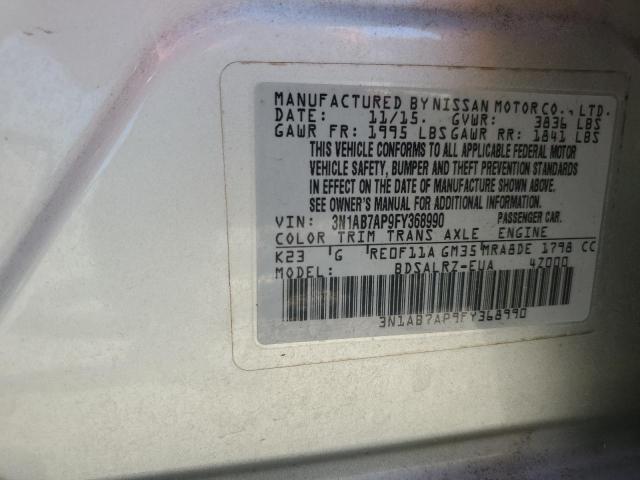 MANUFACTURED BY NISSAN MOTOR CO., LTD.
DATE: 11/15. GVWR: 3836 LBS
GAWR FR: 1995 LBS GAWR RR: 1841 LBS
THIS VEHICLE CONFORMS TO ALL APPLICABLE FEDERAL MOTOR
VEHICLE SAFETY, BUMPER AND THEFT PREVENTION STANDARDS
IN EFFECT ON THE DATE OF MANUFACTURE SHOWN ABOVE.
SEE OWNER'S MANUAL FOR ADDITIONAL INFORMATION.
VIN: 3N1AB7AP9FY368990 PASSENGER CAR.
COLOR TRIM TRANS AXLE ENGINE
K23 G RE0F11A GM35 MRA8DE 1798 CC
MODEL: BDSALRZ-EUA 4Z000
3N1AB7AP9FY368990